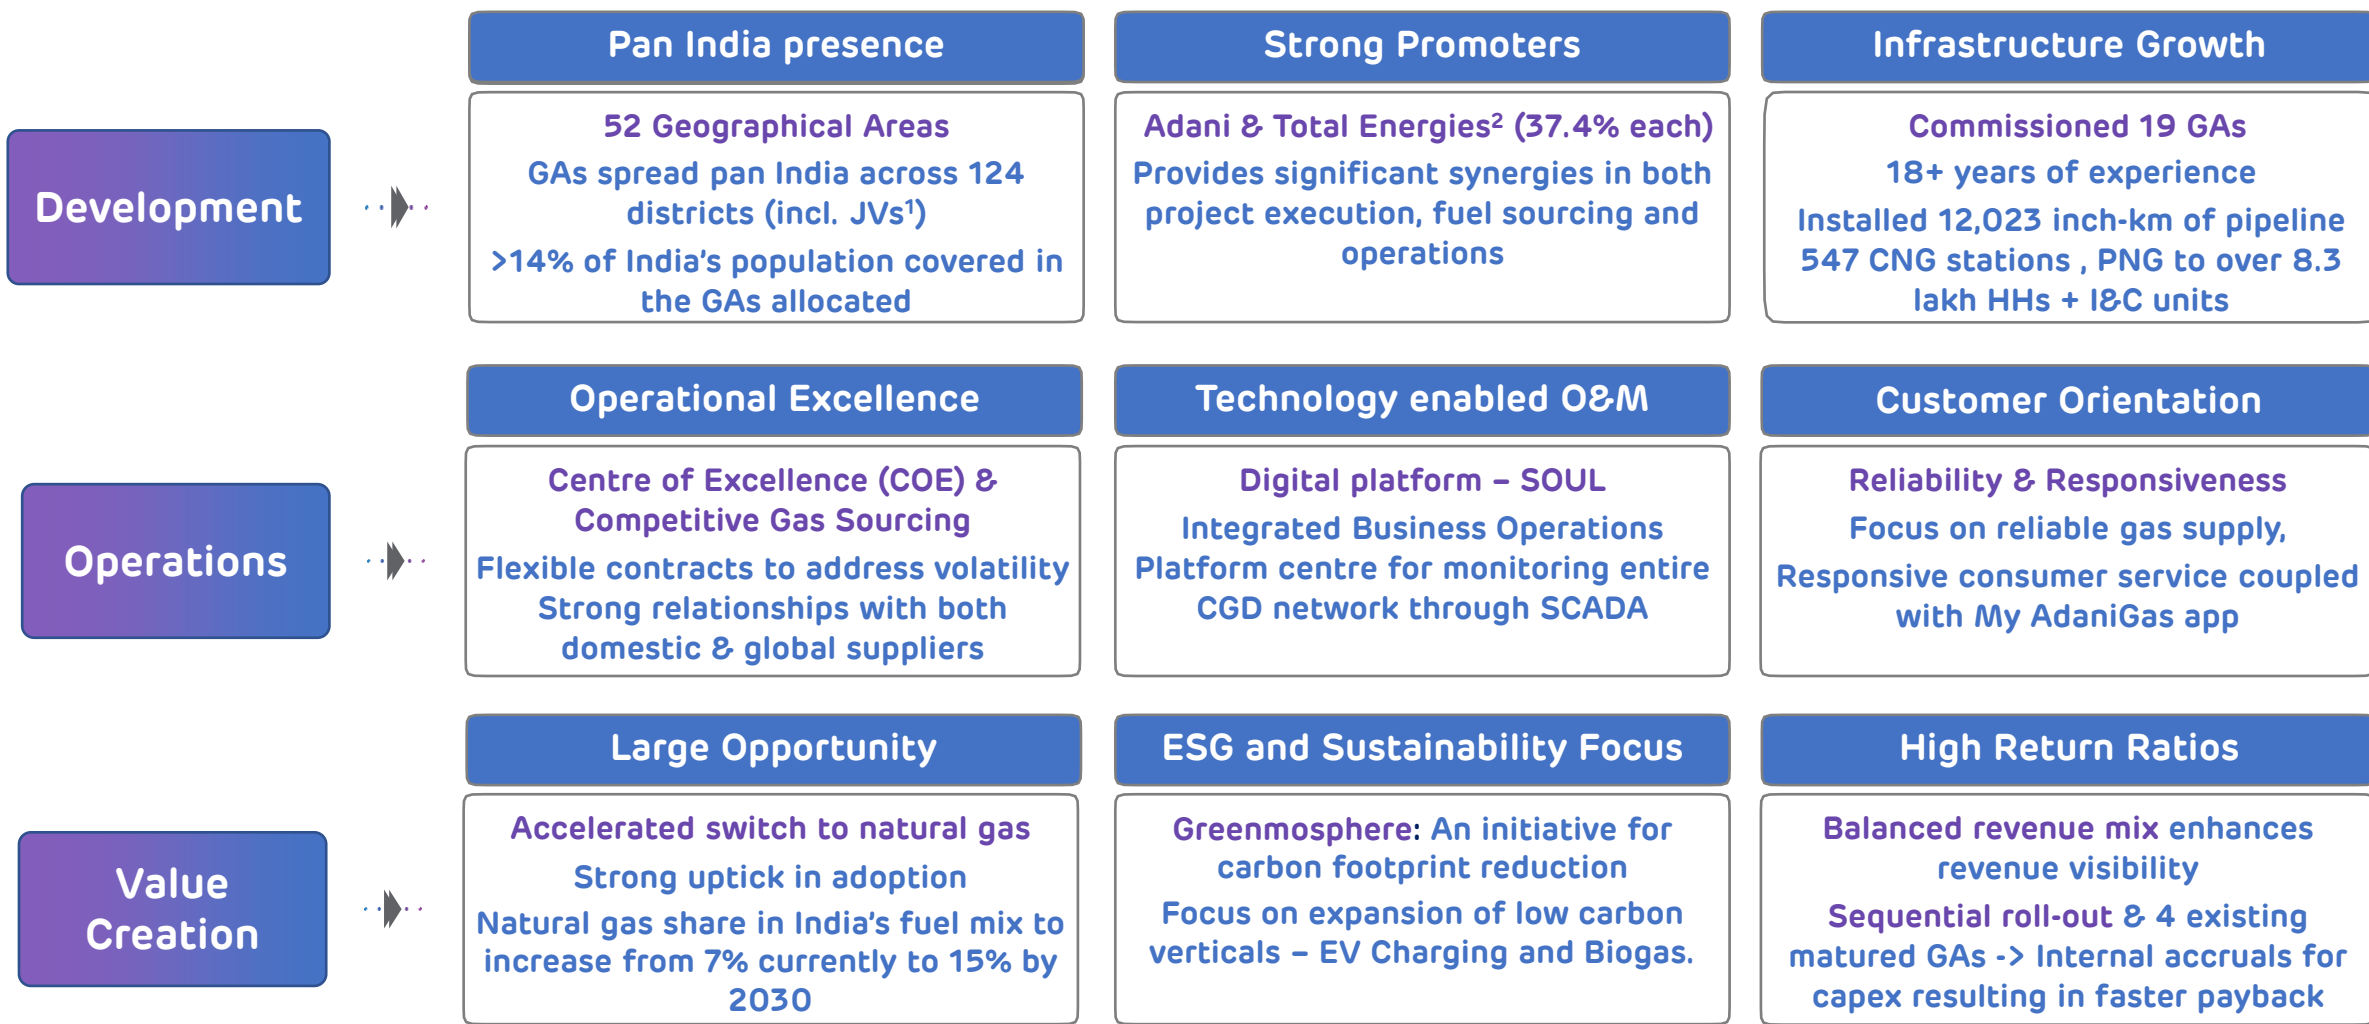 Pan India presence
Strong Promoters
Infrastructure Growth
Development
52 Geographical Areas
GAs spread pan India across 124
districts (incl. JVs¹)
>14% of India's population covered in
the GAs allocated
Adani & Total Energies² (37.4% each)
Provides significant synergies in both
project execution, fuel sourcing and
operations
Commissioned 19 GAs
18+ years of experience
Installed 12,023 inch-km of pipeline
547 CNG stations , PNG to over 8.3
lakh HHs + I&C units
Operational Excellence
Technology enabled O&M
Customer Orientation
Operations
Centre of Excellence (COE) &
Competitive Gas Sourcing
Flexible contracts to address volatility
Strong relationships with both
domestic & global suppliers
Digital platform – SOUL
Integrated Business Operations
Platform centre for monitoring entire
CGD network through SCADA
Reliability & Responsiveness
Focus on reliable gas supply,
Responsive consumer service coupled
with My AdaniGas app
Large Opportunity
ESG and Sustainability Focus
High Return Ratios
Value
Creation
Accelerated switch to natural gas
Strong uptick in adoption
Natural gas share in India's fuel mix to
increase from 7% currently to 15% by
2030
Greenmosphere: An initiative for
carbon footprint reduction
Focus on expansion of low carbon
verticals – EV Charging and Biogas.
Balanced revenue mix enhances
revenue visibility
Sequential roll-out & 4 existing
matured GAs -> Internal accruals for
capex resulting in faster payback